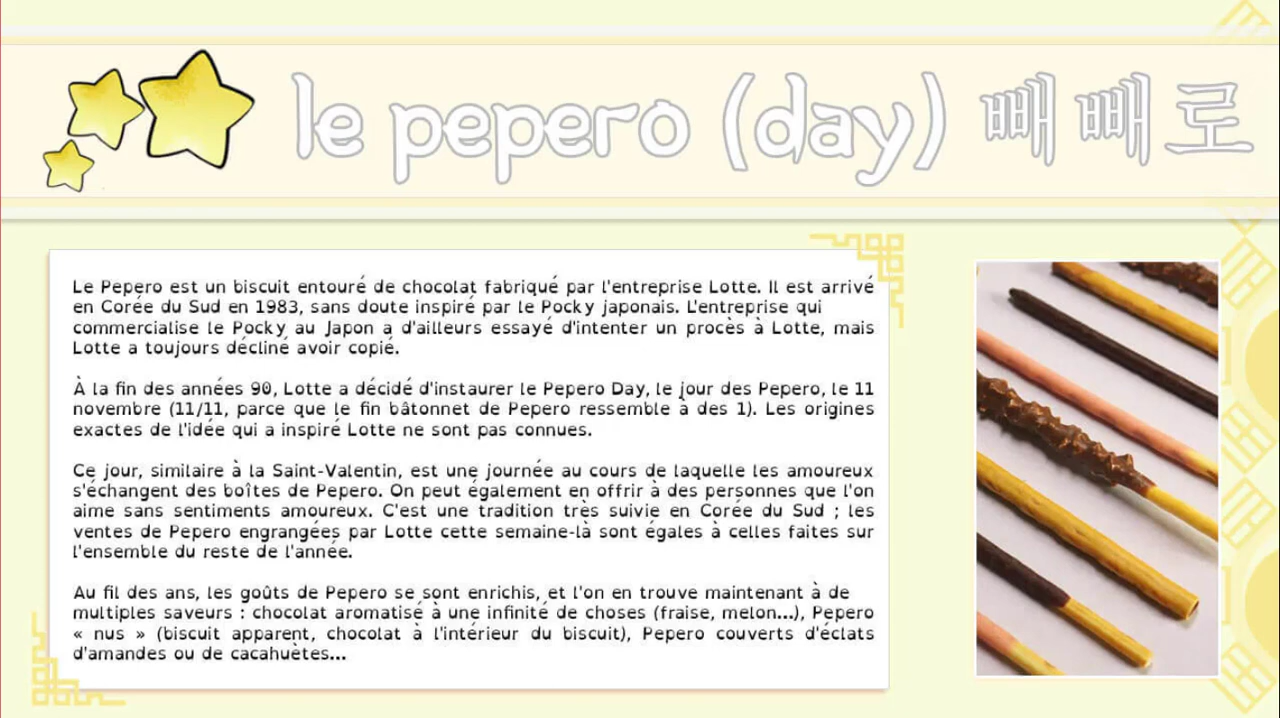 le pepero (day) 빼빼로
Le Pepero est un biscuit entouré de chocolat fabriqué par l'entreprise Lotte. Il est arrivé
en Corée du Sud en 1983, sans doute inspiré par le Pocky japonais. L'entreprise qui
commercialise le Pocky au Japon a d'ailleurs essayé d'intenter un procès à Lotte, mais
Lotte a toujours décliné avoir copié.
À la fin des années 90, Lotte a décidé d'instaurer le Pepero Day, le jour des Pepero, le 11
novembre (11/11, parce que le fin bâtonnet de Pepero ressemble à des 1). Les origines
exactes de l'idée qui a inspiré Lotte ne sont pas connues.
Ce jour, similaire à la Saint-Valentin, est une journée au cours de laquelle les amoureux
s'échangent des boîtes de Pepero. On peut également en offrir à des personnes que l'on
aime sans sentiments amoureux. C'est une tradition très suivie en Corée du Sud ; les
ventes de Pepero engrangées par Lotte cette semaine-là sont égales à celles faites sur
l'ensemble du reste de l'année.
Au fil des ans, les goûts de Pepero se sont enrichis, et l'on en trouve maintenant à de
multiples saveurs : chocolat aromatisé à une infinité de choses (fraise, melon...), Pepero
« nus » (biscuit apparent, chocolat à l'intérieur du biscuit), Pepero couverts d'éclats
d'amandes ou de cacahuètes...